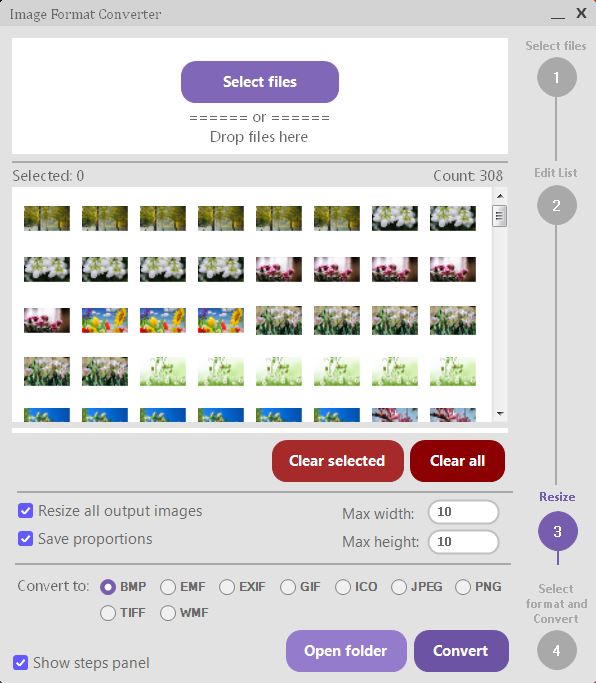 Image Format Converter
X
Select files
1
Select files
====== or ======
Drop files here
Selected: 0
Count: 308
Edit List
2
Clear selected
Clear all
Resize
3
Resize all output images
Max width: 10
Save proportions
Max height: 10
Convert to: BMP EMF EXIF GIF ICO JPEG PNG
TIFF WMF
Select
format and
Convert
4
Open folder
Convert
Show steps panel